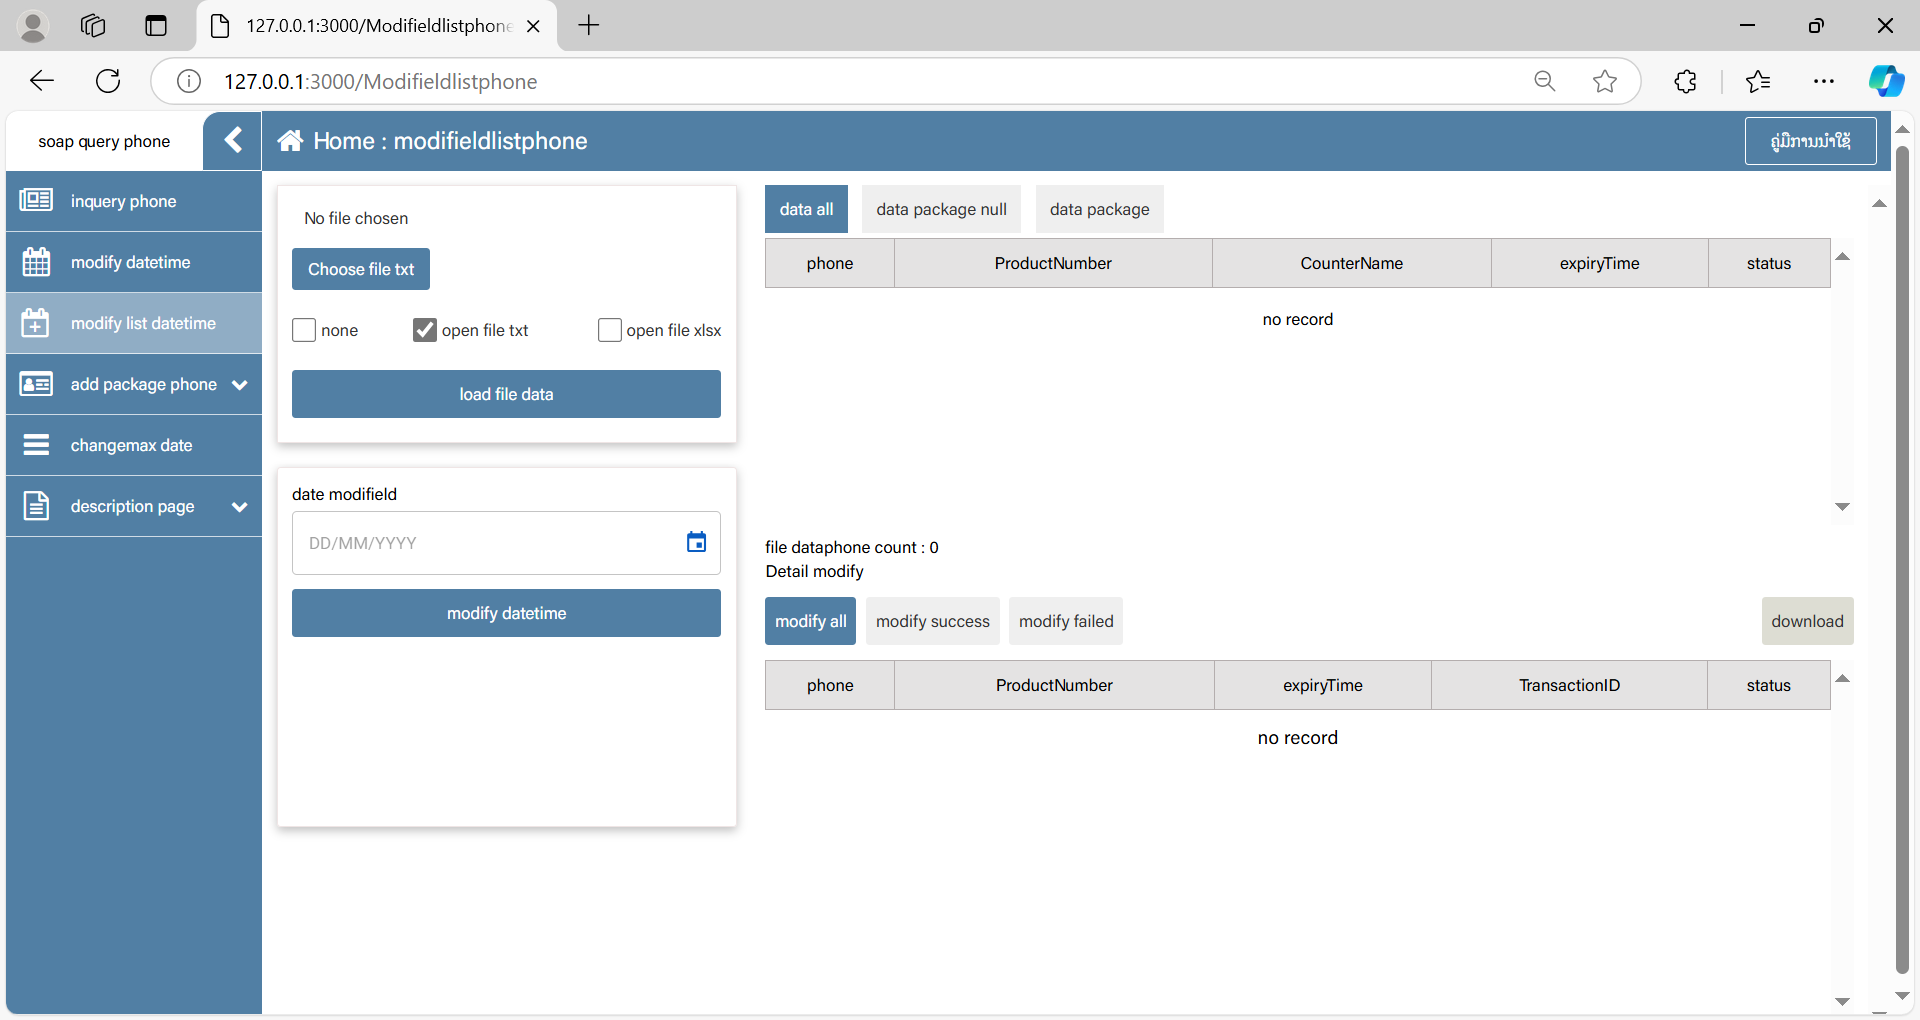 127.0.0.1:3000/Modifieldlistphone
127.0.0.1:3000/Modifieldlistphone
soap query phone
Home : modifieldlistphone
ຄູ່ມືການນຳໃຊ້
inquery phone
modify datetime
modify list datetime
add package phone
changemax date
description page
No file chosen
Choose file txt
none
open file txt
open file xlsx
load file data
date modifield
DD/MM/YYYY
modify datetime
data all
data package null
data package
phone ProductNumber CounterName expiryTime status
no record
file dataphone count : 0
Detail modify
modify all
modify success
modify failed
download
phone ProductNumber expiryTime TransactionID status
no record